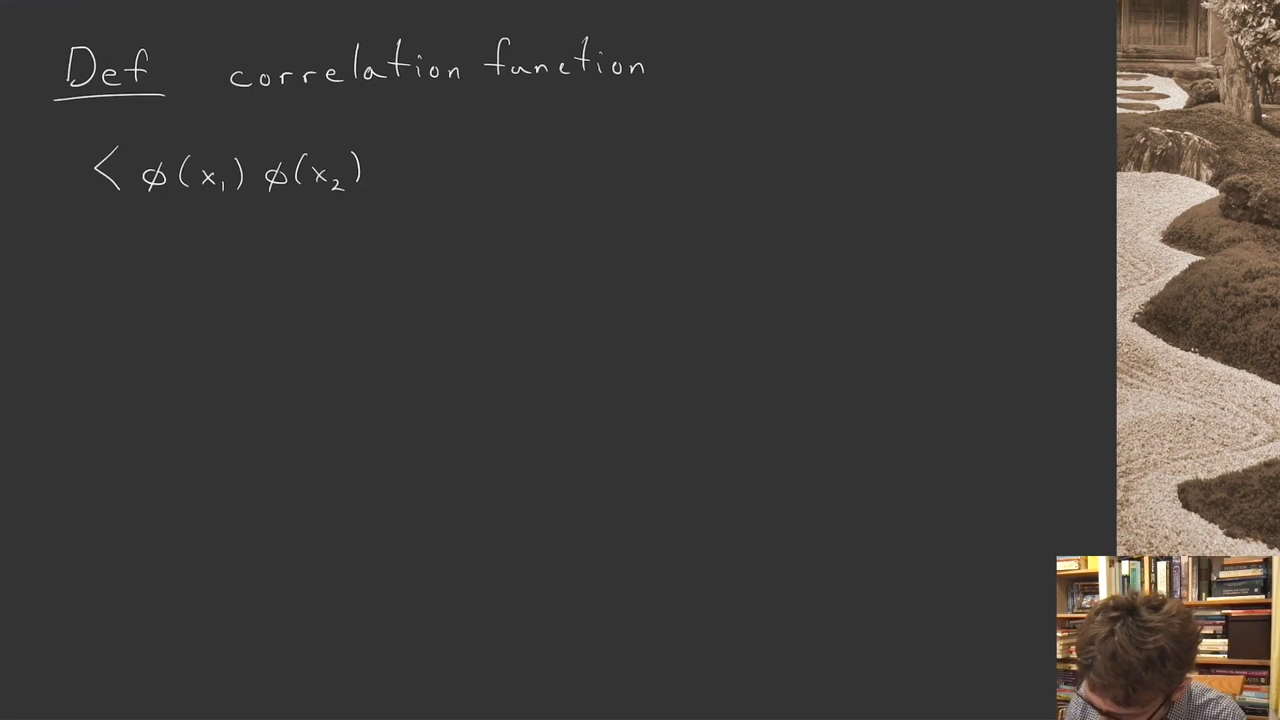 Def correlation function
< ϕ(x₁) ϕ(x₂)